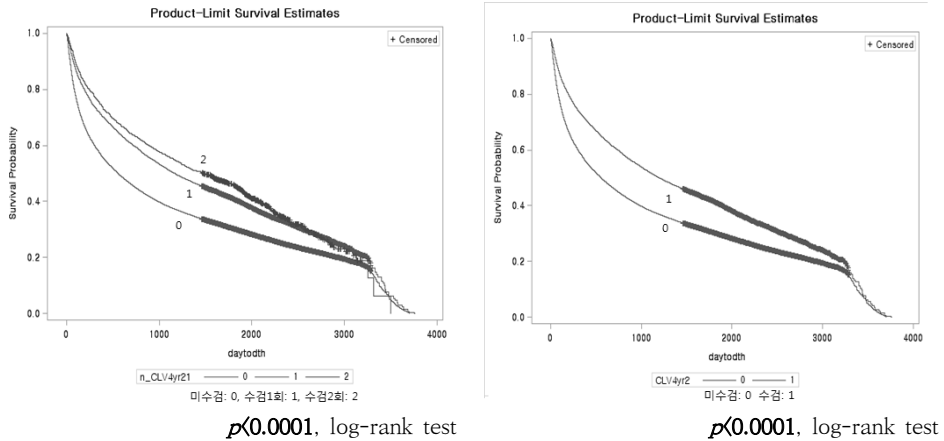 Product-Limit Survival Estimates
+ Censored
Survival Probability
1.0
0.8
0.6
0.4
0.2
0.0
2
1
0
0 1000 2000 3000 4000
daytodth
n_CLV4yr21 0 1 2
미수검: 0, 수검1회: 1, 수검2회: 2
p<0.0001, log-rank test
Product-Limit Survival Estimates
+ Censored
Survival Probability
1.0
0.8
0.6
0.4
0.2
0.0
1
0
0 1000 2000 3000 4000
daytodth
CLV4yr2 0 1
미수검: 0 수검: 1
p<0.0001, log-rank test